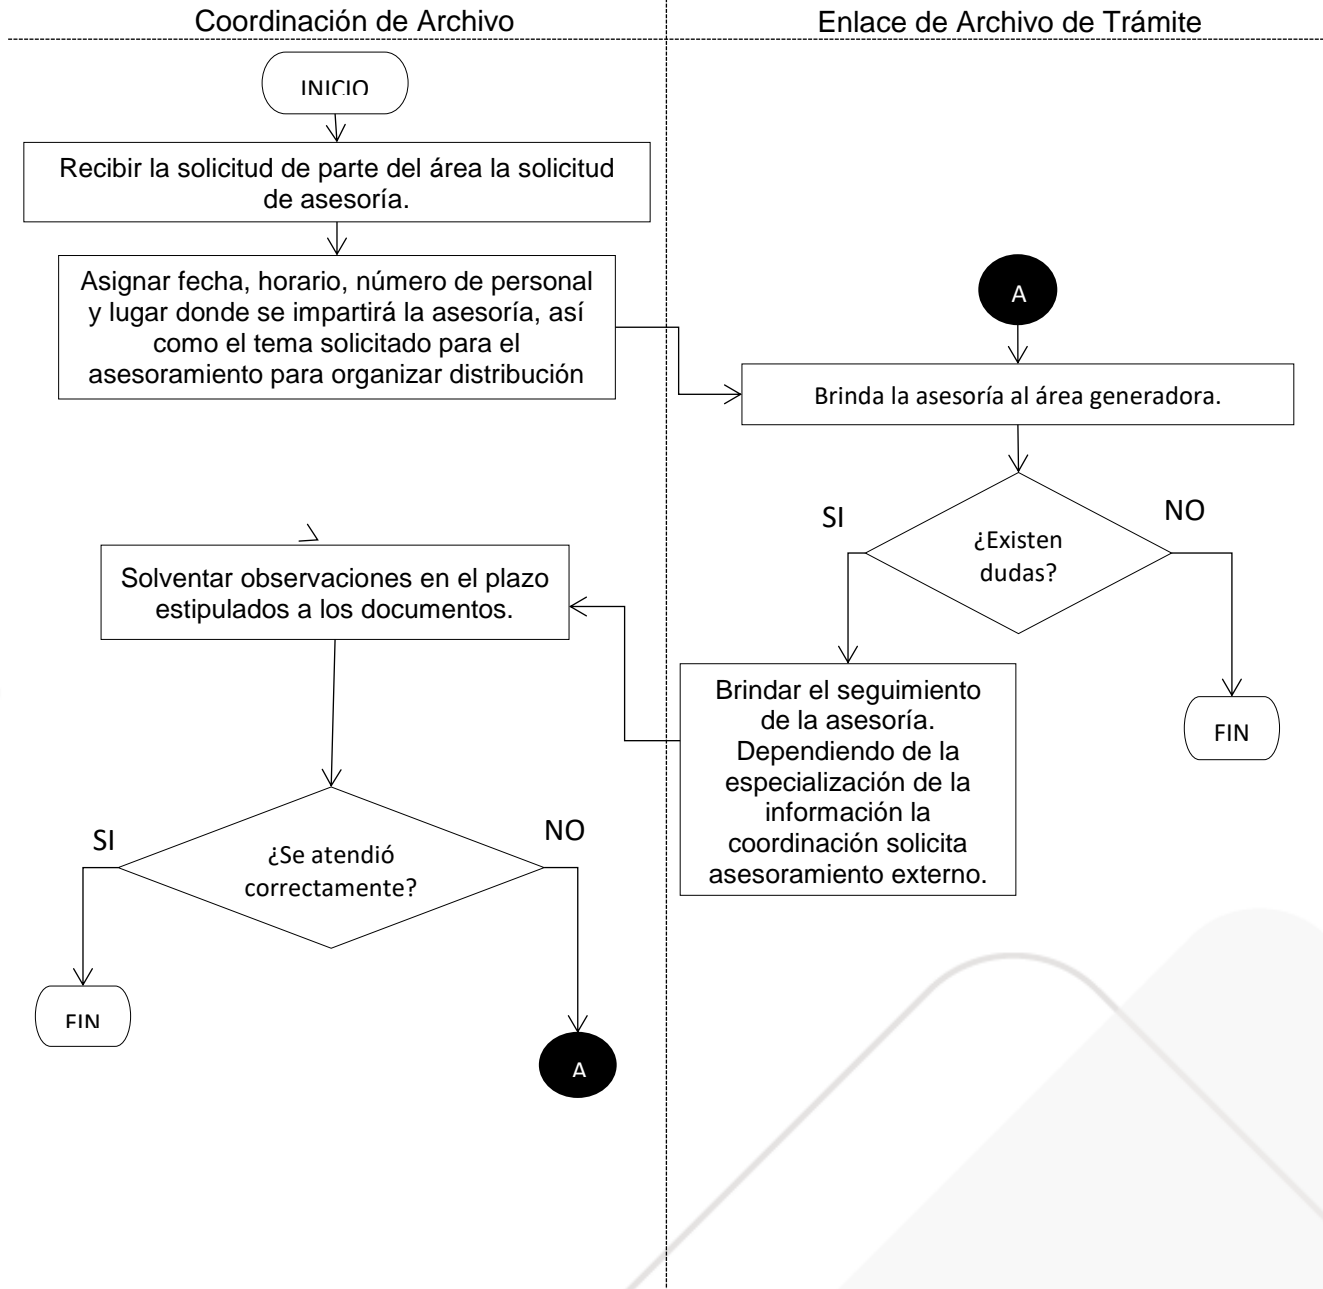 Coordinación de Archivo
Enlace de Archivo de Trámite
INICIO
Recibir la solicitud de parte del área la solicitud
de asesoría.
Asignar fecha, horario, número de personal
y lugar donde se impartirá la asesoría, así
como el tema solicitado para el
asesoramiento para organizar distribución
A
Brinda la asesoría al área generadora.
¿Existen
dudas?
SI
NO
FIN
Brindar el seguimiento
de la asesoría.
Dependiendo de la
especialización de la
información la
coordinación solicita
asesoramiento externo.
Solventar observaciones en el plazo
estipulados a los documentos.
¿Se atendió
correctamente?
SI
NO
FIN
A